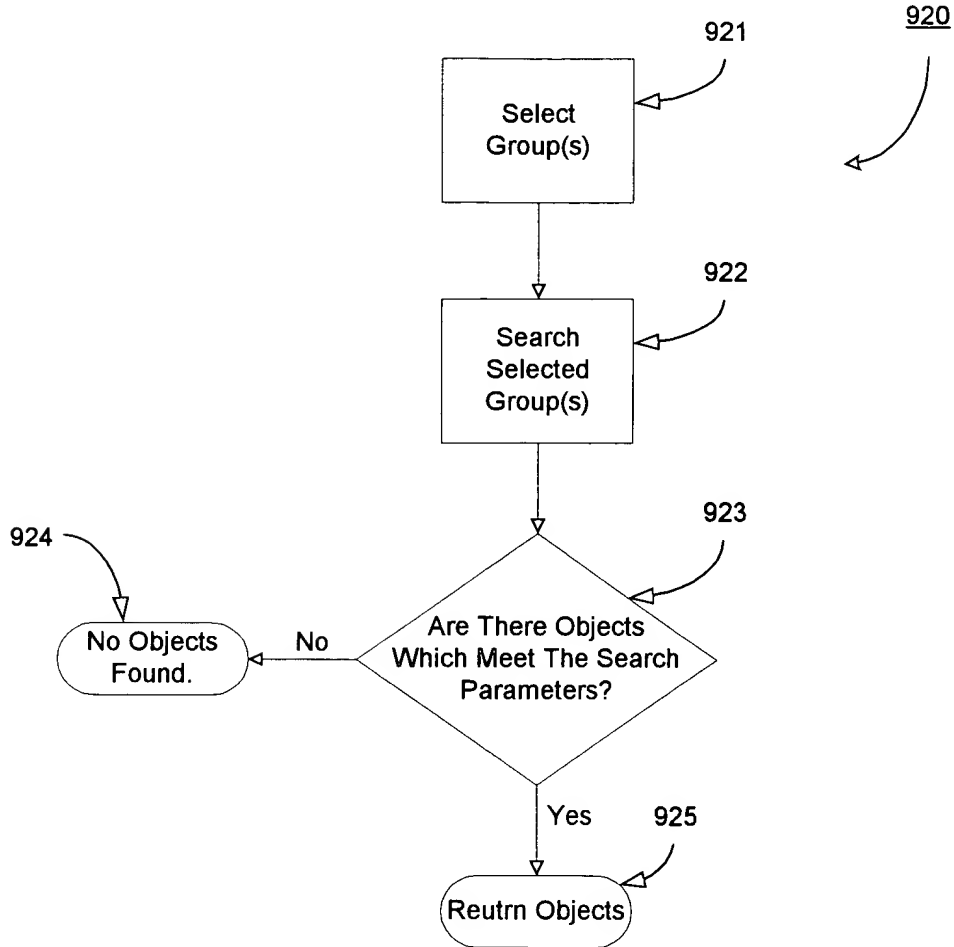 920
921
Select
Group(s)
922
Search
Selected
Group(s)
923
Are There Objects
Which Meet The Search
Parameters?
No
924
No Objects
Found.
Yes
925
Reutrn Objects